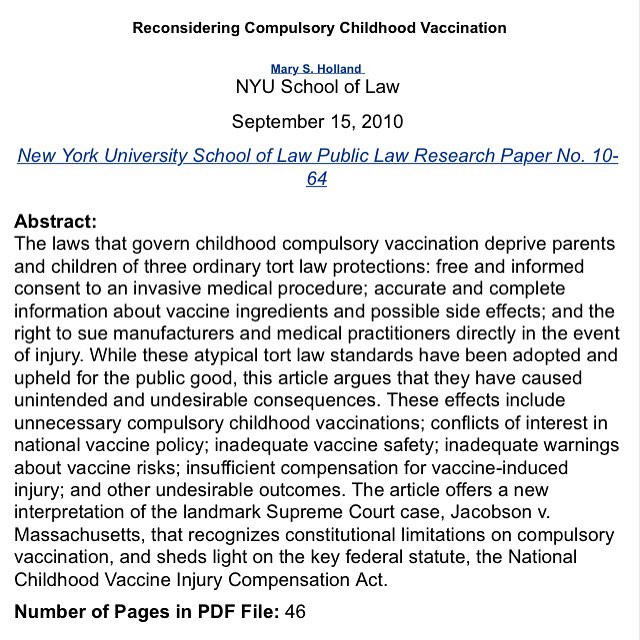 Reconsidering Compulsory Childhood Vaccination
Mary S. Holland
NYU School of Law
September 15, 2010
New York University School of Law Public Law Research Paper No. 10-
64
Abstract:
The laws that govern childhood compulsory vaccination deprive parents
and children of three ordinary tort law protections: free and informed
consent to an invasive medical procedure; accurate and complete
information about vaccine ingredients and possible side effects; and the
right to sue manufacturers and medical practitioners directly in the event
of injury. While these atypical tort law standards have been adopted and
upheld for the public good, this article argues that they have caused
unintended and undesirable consequences. These effects include
unnecessary compulsory childhood vaccinations; conflicts of interest in
national vaccine policy; inadequate vaccine safety; inadequate warnings
about vaccine risks; insufficient compensation for vaccine-induced
injury; and other undesirable outcomes. The article offers a new
interpretation of the landmark Supreme Court case, Jacobson v.
Massachusetts, that recognizes constitutional limitations on compulsory
vaccination, and sheds light on the key federal statute, the National
Childhood Vaccine Injury Compensation Act.
Number of Pages in PDF File: 46